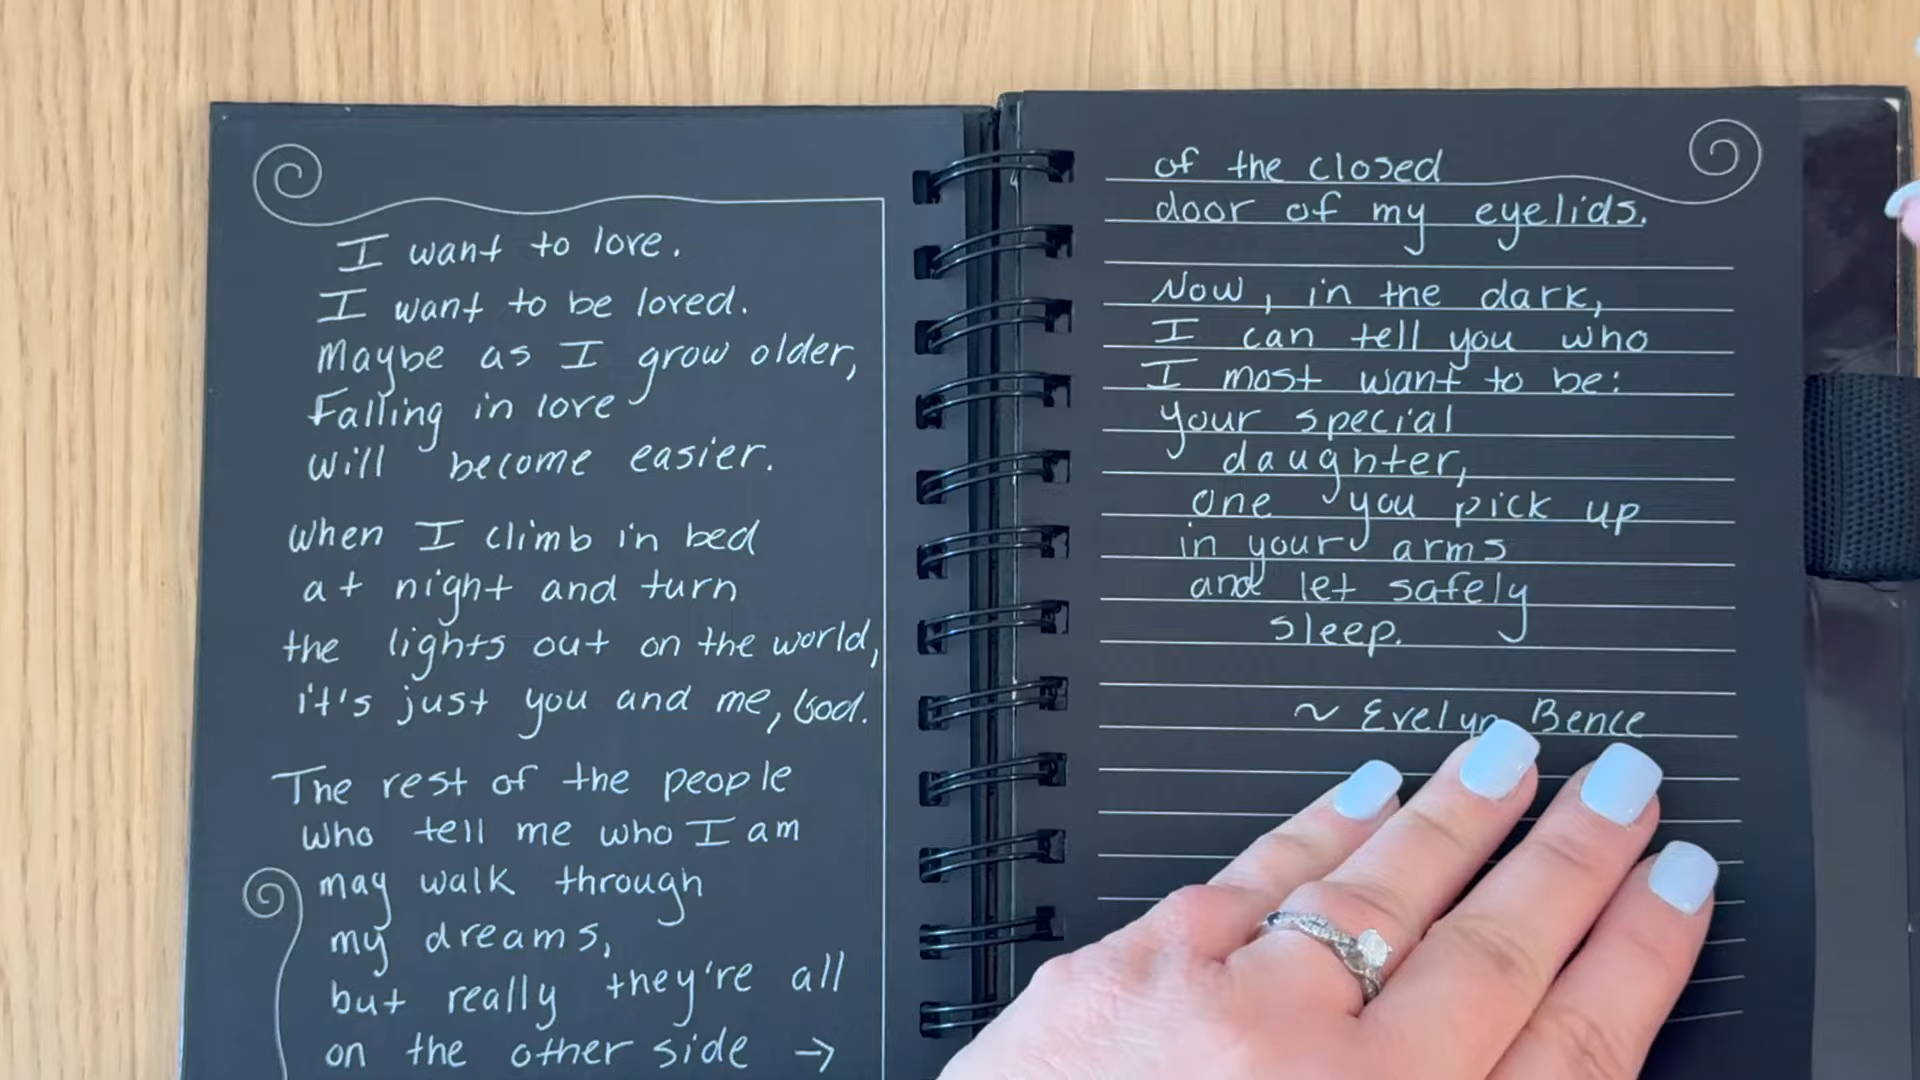 I want to love.
I want to be loved.
Maybe as I grow older,
Falling in love
will become easier.
When I climb in bed
at night and turn
the lights out on the world,
it's just you and me, God.
The rest of the people
who tell me who I am
may walk through
my dreams,
but really they're all
on the other side →
of the closed
door of my eyelids.
Now, in the dark,
I can tell you who
I most want to be:
your special
daughter,
one you pick up
in your arms
and let safely
sleep.
~ Evelyn Bence